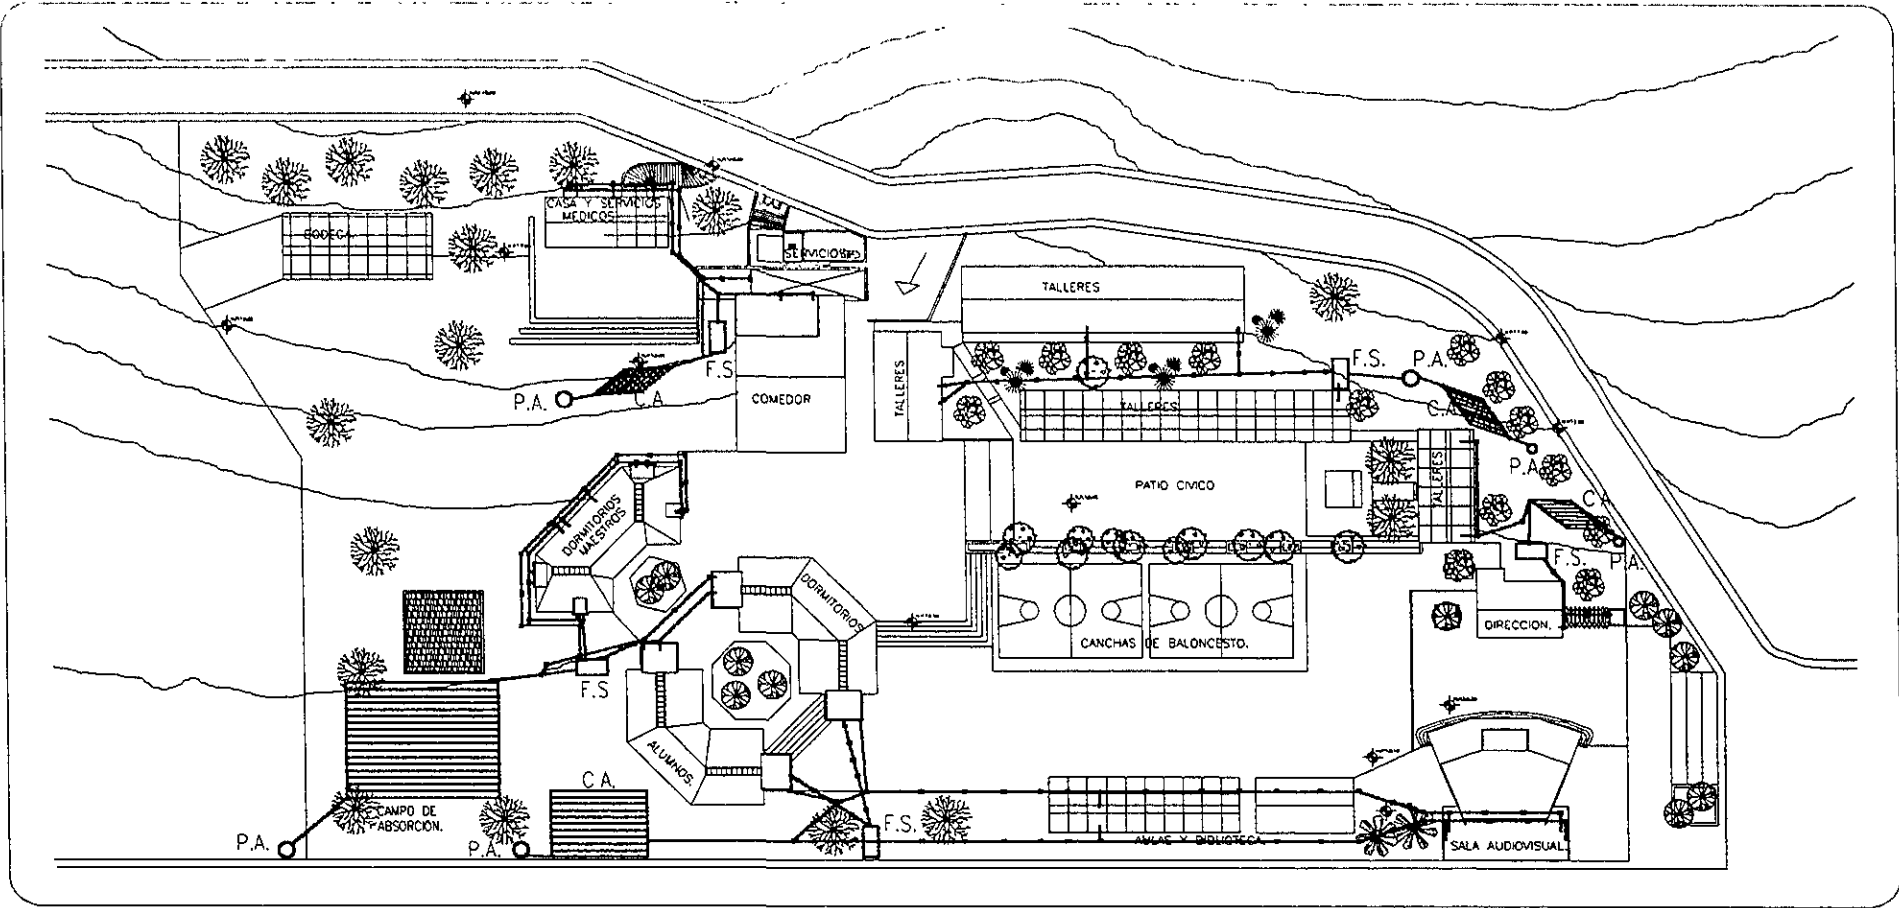 CASA Y SERVICIOS
MEDICOS
BODEGA.
SERVICIOS
TALLERES
F.S.
P.A.
C.A.
COMEDOR
TALLERES
TALLERES
F.S.
P.A.
C.A.
P.A.
TALLERES
PATIO CIVICO
DORMITORIOS
MAESTROS
C.A.
F.S.
P.A.
DORMITORIOS
DIRECCION.
CANCHAS DE BALONCESTO.
F.S
ALUMNOS.
C A.
CAMPO DE
ABSORCION.
P.A.
P.A.
F.S.
AULAS Y BIBLIOTECA.
SALA AUDIOVISUAL.